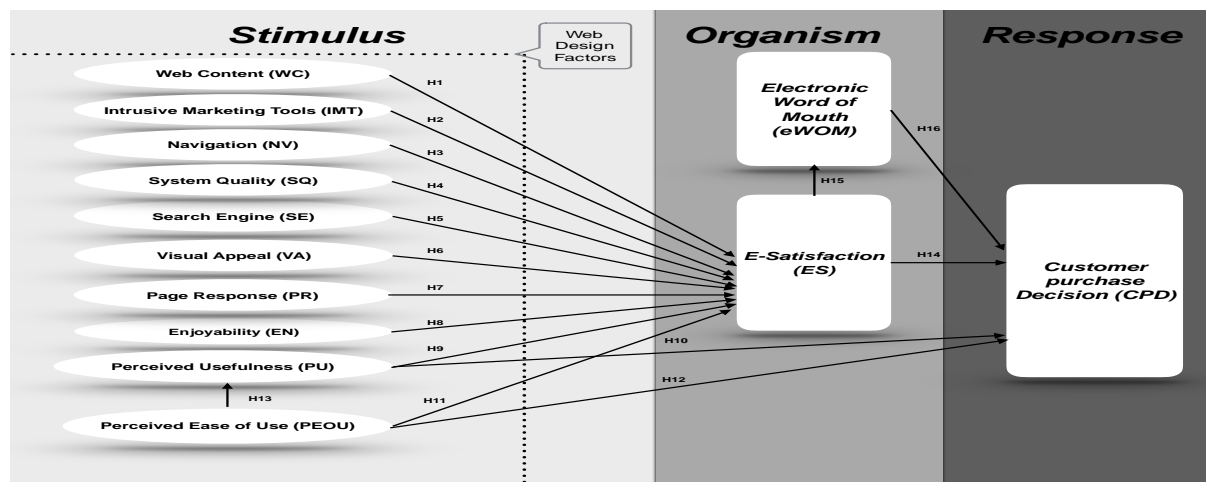 Stimulus
Web
Design
Factors
Organism
Response
Web Content (WC)
Intrusive Marketing Tools (IMT)
Navigation (NV)
System Quality (SQ)
Search Engine (SE)
Visual Appeal (VA)
Page Response (PR)
Enjoyability (EN)
Perceived Usefulness (PU)
H13
Perceived Ease of Use (PEOU)
H1
H2
H3
H4
H5
H6
H7
H8
H9
H10
H11
H12
Electronic
Word of
Mouth
(eWOM)
H15
E-Satisfaction
(ES)
H16
H14
Customer
purchase
Decision (CPD)